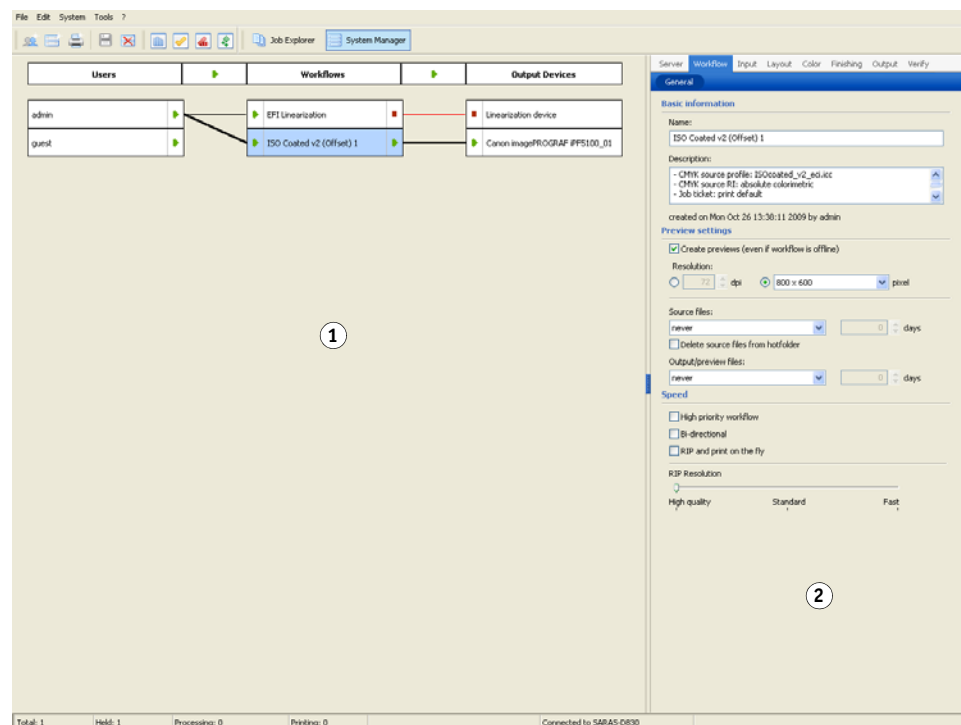 File Edit System Tools ?
Job Explorer System Manager
Users Workflows Output Devices
admin EFI Linearization Linearization device
guest ISO Coated v2 (Offset) 1 Canon imagePROGRAF iPF5100_01
1
Server Workflow Input Layout Color Finishing Output Verify
General
Basic information
Name:
ISO Coated v2 (Offset) 1
Description:
- CMYK source profile: ISOcoated_v2_eci.icc
- CMYK source RI: absolute colorimetric
- Job ticket: print default
created on Mon Oct 26 13:38:11 2009 by admin
Preview settings
Create previews (even if workflow is offline)
Resolution:
72 dpi 800 x 600 pixel
Source files:
never 0 days
Delete source files from hotfolder
Output/preview files:
never 0 days
Speed
High priority workflow
Bi-directional
RIP and print on the fly
RIP Resolution
High quality Standard Fast
2
Total: 1 Held: 1 Processing: 0 Printing: 0 Connected to SARAS-D830